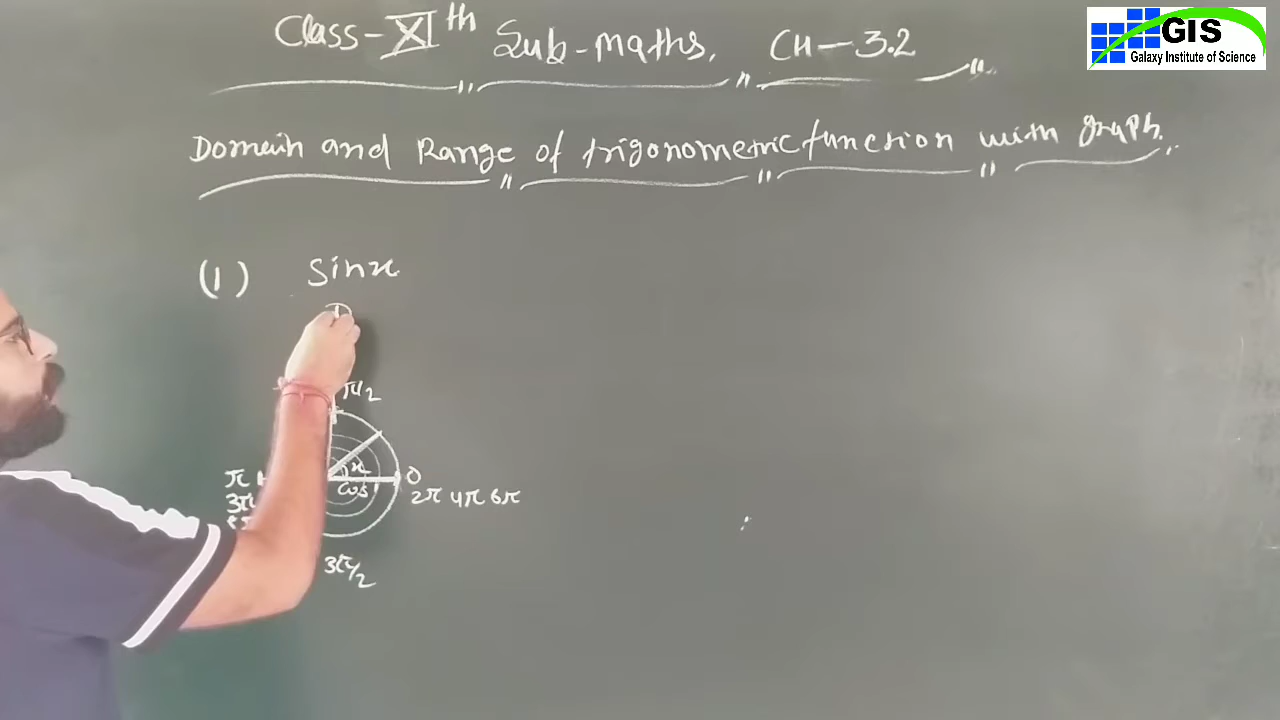 Class-XIth Sub-maths. CH-3.2
GIS
Galaxy Institute of Science
Domain and Range of trigonometric function with graph.
(1) Sinx
π/2
x
cos
π
0
3π
2π 4π 6π
3π/2